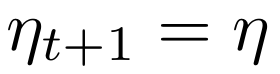 η_{t+1} = η